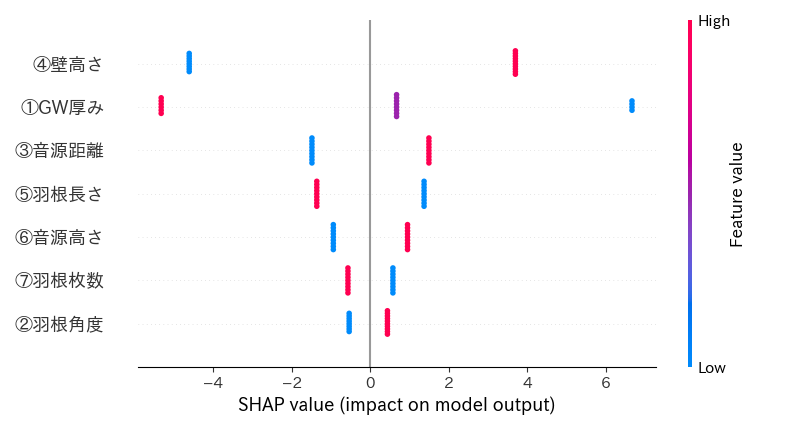 High
④壁高さ
①GW厚み
③音源距離
⑤羽根長さ
⑥音源高さ
⑦羽根枚数
②羽根角度
Feature value
Low
−4 −2 0 2 4 6
SHAP value (impact on model output)